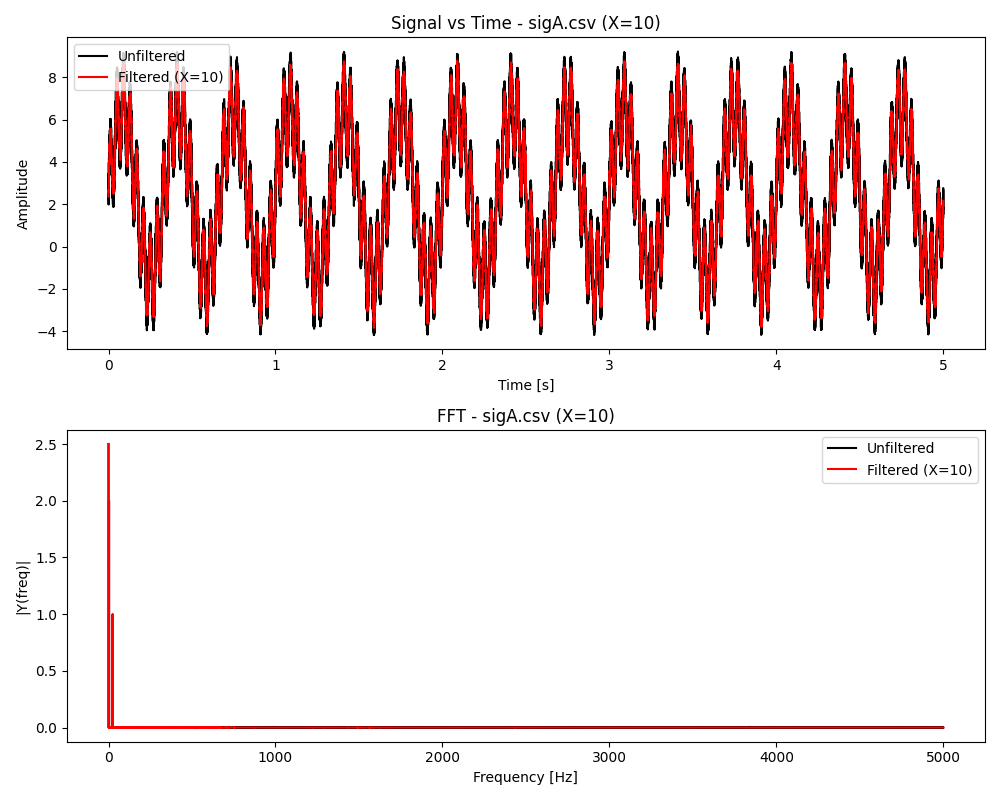 Signal vs Time - sigA.csv (X=10)
Unfiltered
Filtered (X=10)
Amplitude
8
6
4
2
0
−2
−4
0 1 2 3 4 5
Time [s]
FFT - sigA.csv (X=10)
Unfiltered
Filtered (X=10)
|Y(freq)|
2.5
2.0
1.5
1.0
0.5
0.0
0 1000 2000 3000 4000 5000
Frequency [Hz]